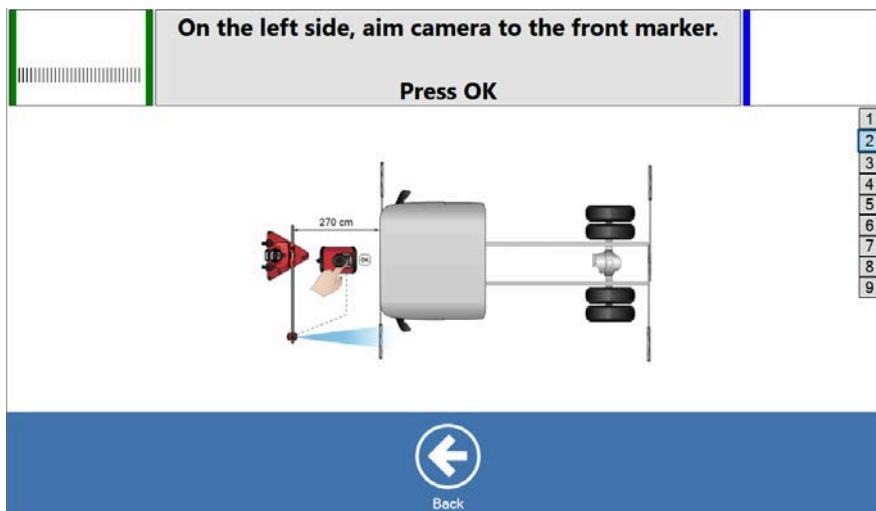 On the left side, aim camera to the front marker.
Press OK
1
2
3
4
5
6
7
8
9
270 cm
OK
Back